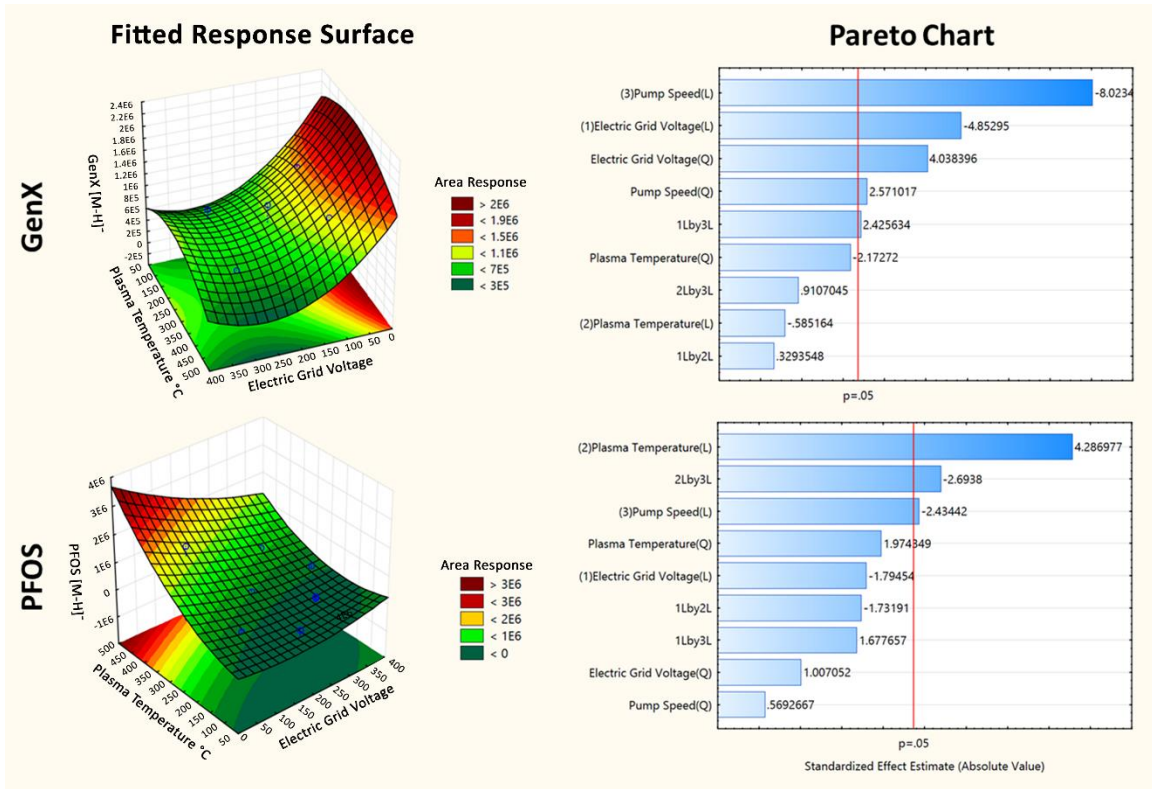 Fitted Response Surface
Pareto Chart
GenX
2.4E6
2.2E6
2E6
1.8E6
1.6E6
1.4E6
1.2E6
1E6
8E5
6E5
4E5
2E5
0
-2E5
GenX [M-H]⁻
50
100
150
200
250
300
350
400
450
500
Plasma Temperature °C
400 350 300 250 200 150 100 50 0
Electric Grid Voltage
Area Response
> 2E6
< 1.9E6
< 1.5E6
< 1.1E6
< 7E5
< 3E5
(3)Pump Speed(L) -8.0234
(1)Electric Grid Voltage(L) -4.85295
Electric Grid Voltage(Q) 4.038396
Pump Speed(Q) 2.571017
1Lby3L 2.425634
Plasma Temperature(Q) -2.17272
2Lby3L .9107045
(2)Plasma Temperature(L) -.585164
1Lby2L .3293548
p=.05
PFOS
4E6
3E6
2E6
1E6
0
-1E6
PFOS [M-H]⁻
500
450
400
350
300
250
200
150
100
50
Plasma Temperature °C
0 50 100 150 200 250 300 350 400
Electric Grid Voltage
Area Response
> 3E6
< 3E6
< 2E6
< 1E6
< 0
(2)Plasma Temperature(L) 4.286977
2Lby3L -2.6938
(3)Pump Speed(L) -2.43442
Plasma Temperature(Q) 1.974349
(1)Electric Grid Voltage(L) -1.79454
1Lby2L -1.73191
1Lby3L 1.677657
Electric Grid Voltage(Q) 1.007052
Pump Speed(Q) .5692667
p=.05
Standardized Effect Estimate (Absolute Value)